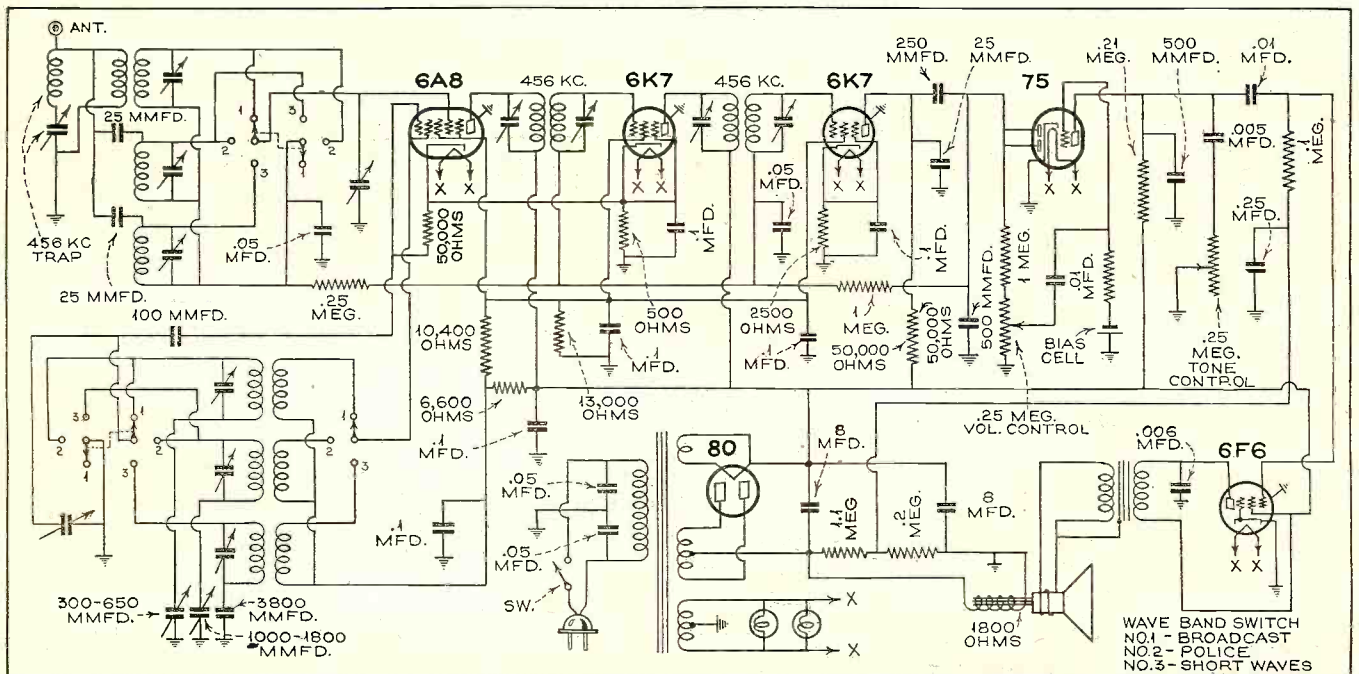 ANT.
6A8
456 KC.
6K7
456 KC.
6K7
250
MMFD.
25
MMFD.
75
.21
MEG.
500
MMFD.
.01
MFD.
25 MMFD.
1
3
2
2
3
1
X X
X X
X X
X X
.005
MFD.
.1
MEG.
456 KC
TRAP
25 MMFD.
.05
MFD.
50,000
OHMS
.1
MFD.
.05
MFD.
.1
MFD.
1 MEG.
.01
MFD.
.25
MFD.
.25
MEG.
500
OHMS
2500
OHMS
1
MEG.
50,000
OHMS
500 MMFD.
BIAS
CELL
.25
MEG.
TONE
CONTROL
100 MMFD.
10,400
OHMS
.1
MFD.
.1
MFD.
6,600
OHMS
13,000
OHMS
.25 MEG.
VOL. CONTROL
3
1
2
2
1
3
1
2
3
.1
MFD.
80
8
MFD.
.006
MFD.
6F6
.05
MFD.
.1
MFD.
.05
MFD.
1.1
MEG
.2
MEG.
8
MFD.
X X
300-650
MMFD.
3800
MMFD.
1000-1800
MMFD.
SW.
X
X
1800
OHMS
WAVE BAND SWITCH
NO.1 - BROADCAST
NO.2 - POLICE
NO.3 - SHORT WAVES